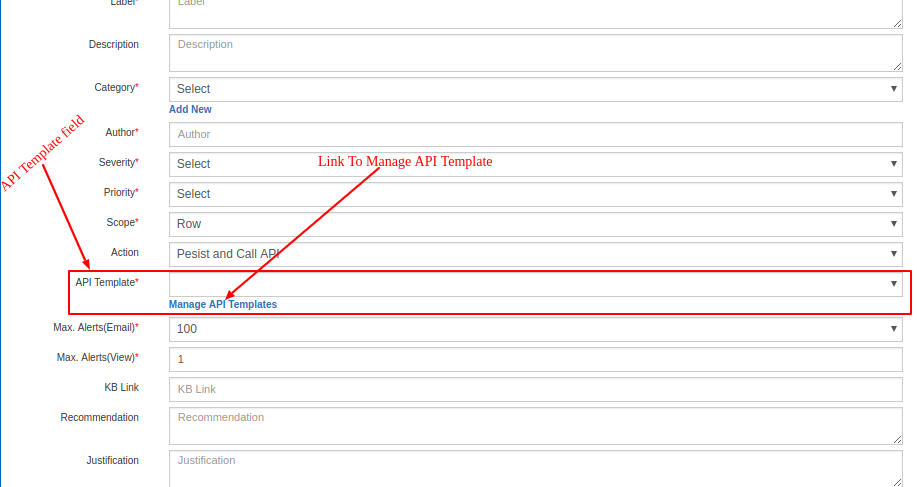 Label*
Label
Description
Description
Category*
Select
Add New
Author*
Author
Severity*
Select
Priority*
Select
Scope*
Row
Action
Pesist and Call API
API Template*
Manage API Templates
Max. Alerts(Email)*
100
Max. Alerts(View)*
1
KB Link
KB Link
Recommendation
Recommendation
Justification
Justification
API Template field
Link To Manage API Template